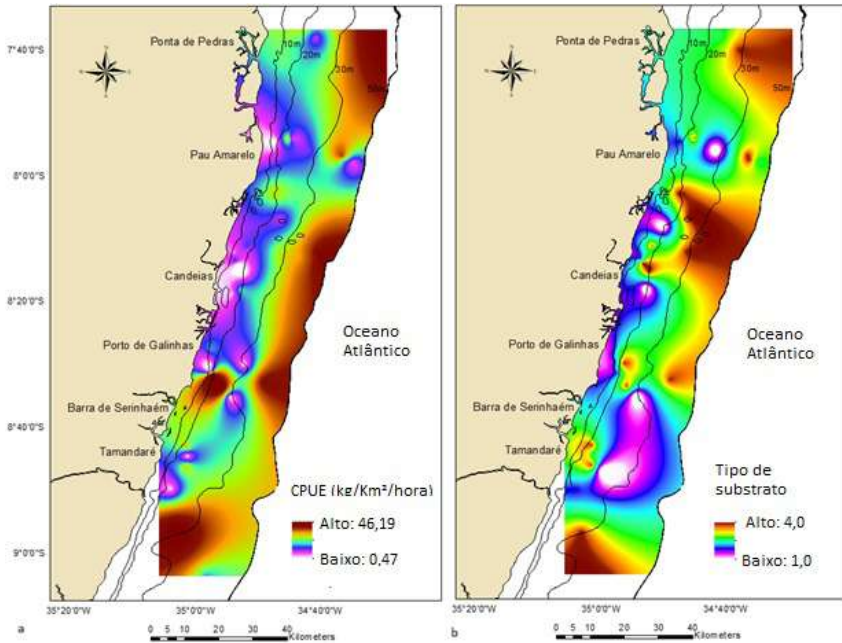 7°40'0"S
8°0'0"S
8°20'0"S
8°40'0"S
9°0'0"S
Ponta de Pedras
10m
20m
30m
50m
Pau Amarelo
Candeias
Porto de Galinhas
Barra de Serinhaém
Tamandaré
Oceano
Atlântico
CPUE (kg/Km²/hora)
Alto: 46,19
Baixo: 0,47
35°20'0"W
35°0'0"W
34°40'0"W
a
0 5 10 20 30 40
Kilometers
Ponta de Pedras
10m
20m
30m
50m
Pau Amarelo
Candeias
Porto de Galinhas
Barra de Serinhaém
Tamandaré
Oceano
Atlântico
Tipo de
substrato
Alto: 4,0
Baixo: 1,0
35°20'0"W
35°0'0"W
34°40'0"W
b
0 5 10 20 30 40
Kilometers